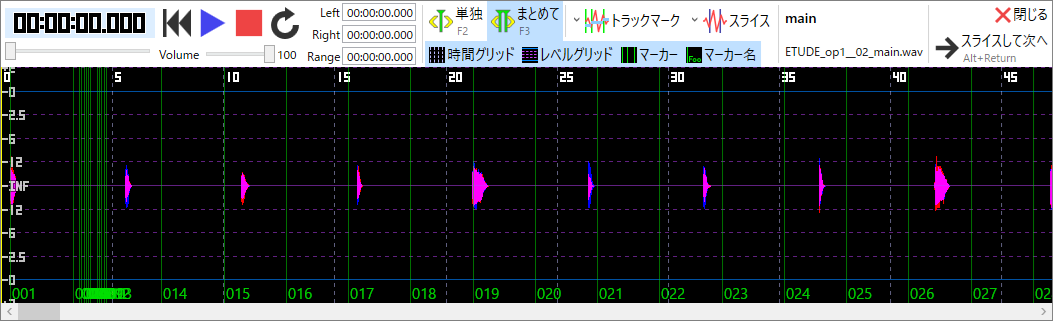 00:00:00.000
Volume
100
Left 00:00:00.000
Right 00:00:00.000
Range 00:00:00.000
単独
F2
まとめて
F3
トラックマーク
スライス
時間グリッド
レベルグリッド
マーカー
Foo
マーカー名
main
ETUDE_op1__02_main.wav
閉じる
スライスして次へ
Alt+Return
0 5 10 15 20 25 30 35 40 45
-0
-2.5
-6
-12
-INF
-12
-6
-2.5
-0
001 014 015 016 017 018 019 020 021 022 023 024 025 026 027